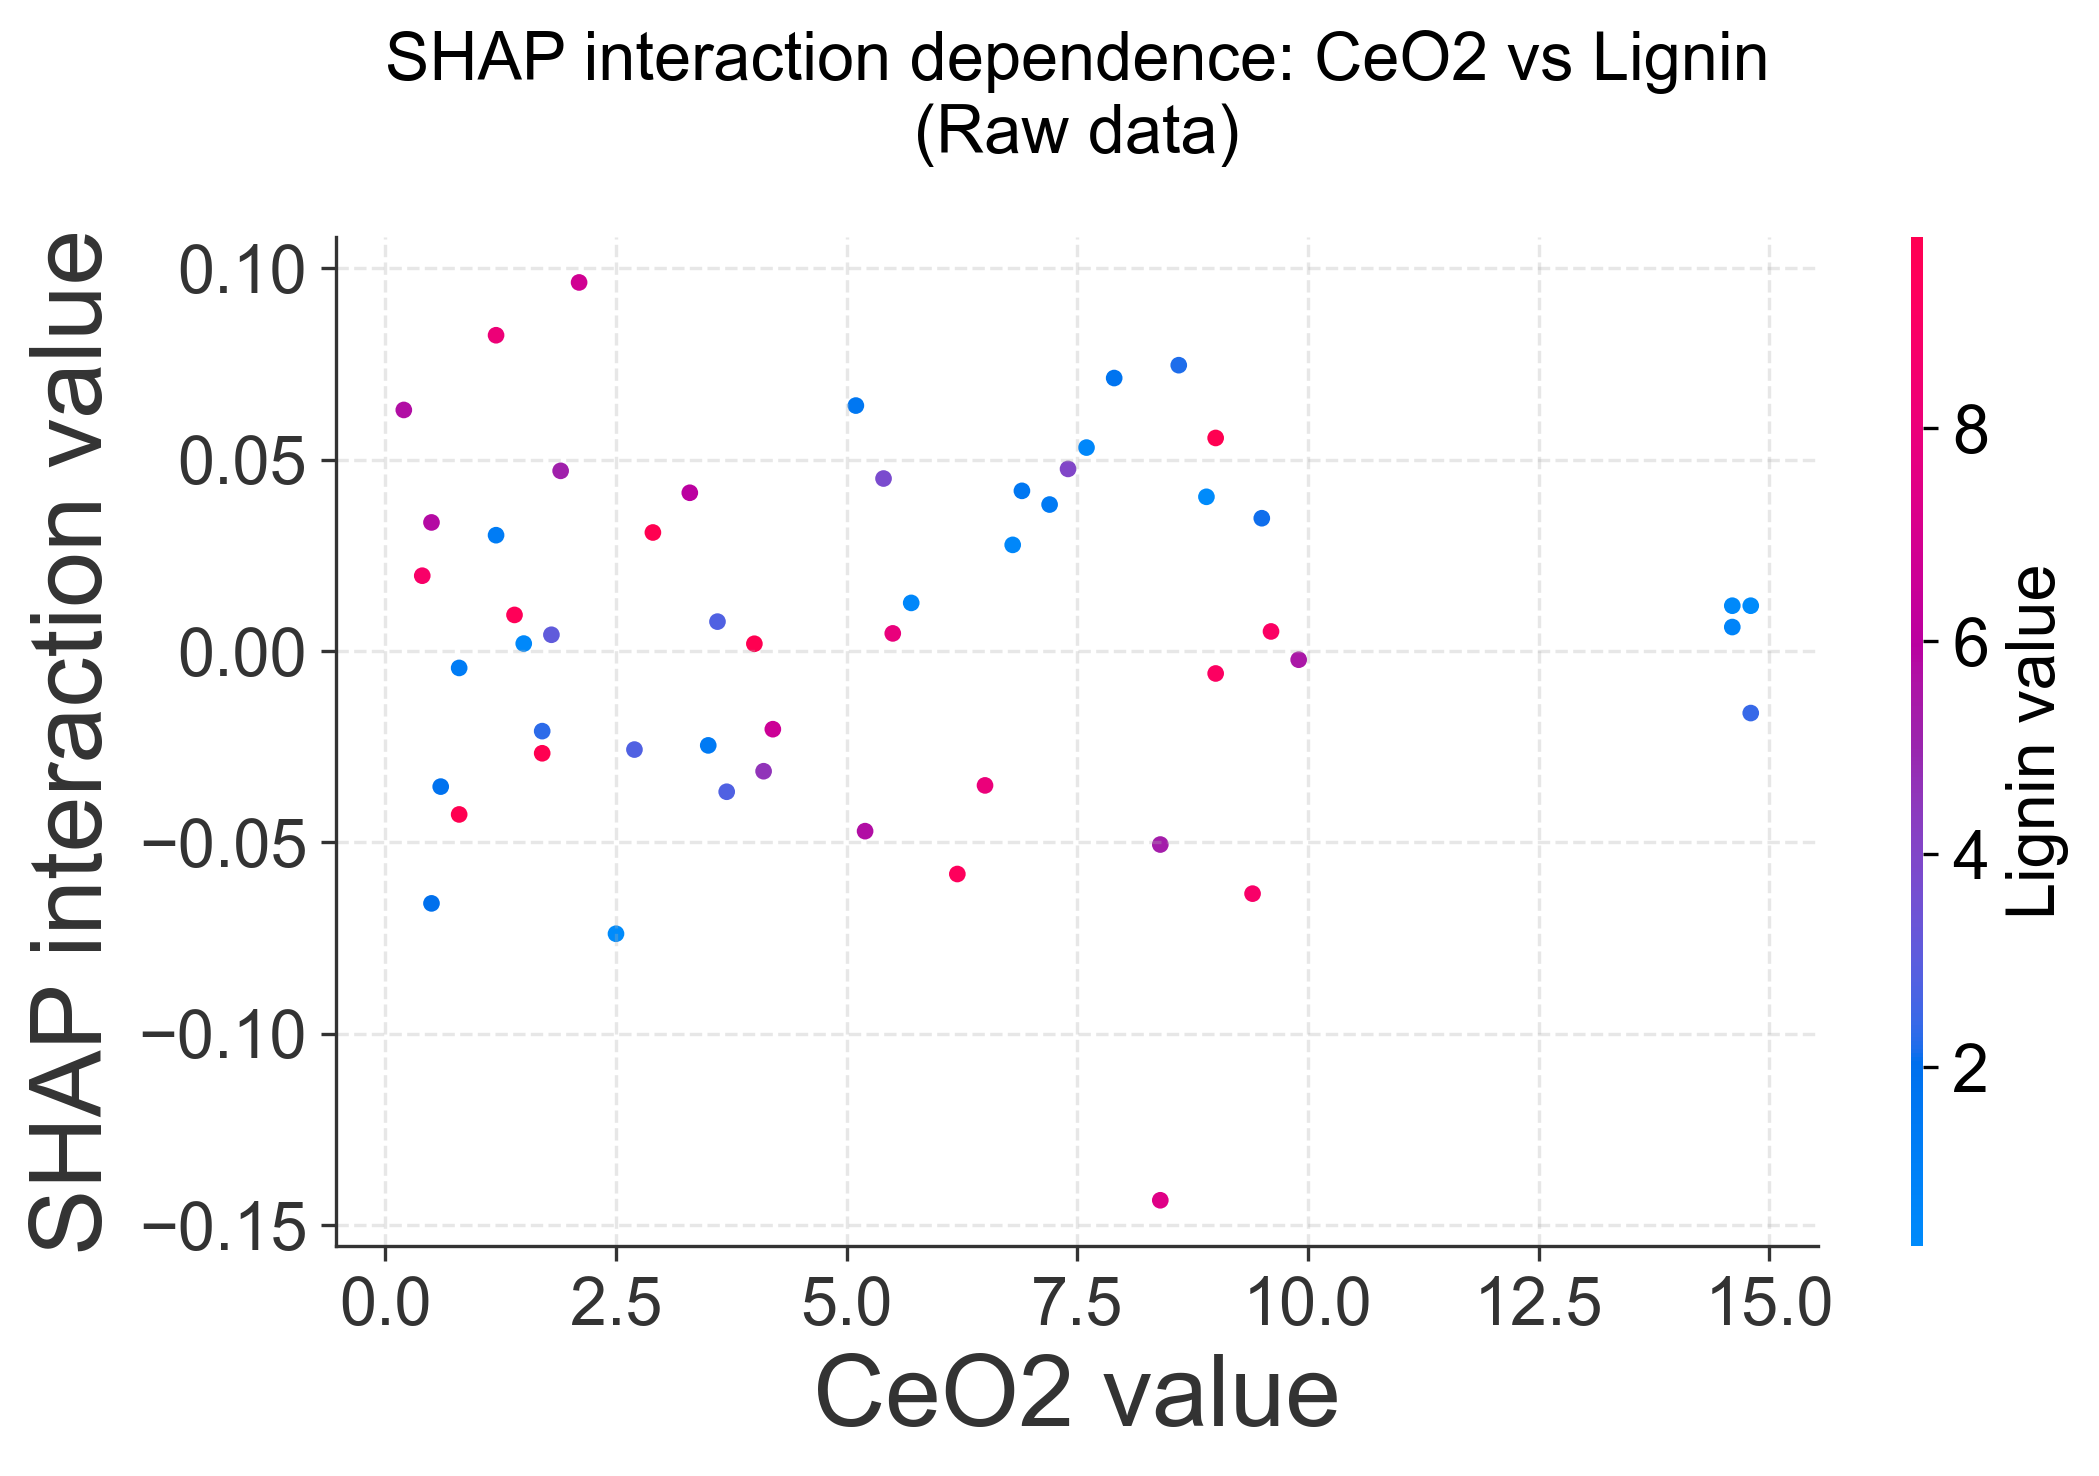 SHAP interaction dependence: CeO2 vs Lignin
(Raw data)
SHAP interaction value
0.10
0.05
0.00
−0.05
−0.10
−0.15
0.0 2.5 5.0 7.5 10.0 12.5 15.0
CeO2 value
8
6
4
2
Lignin value